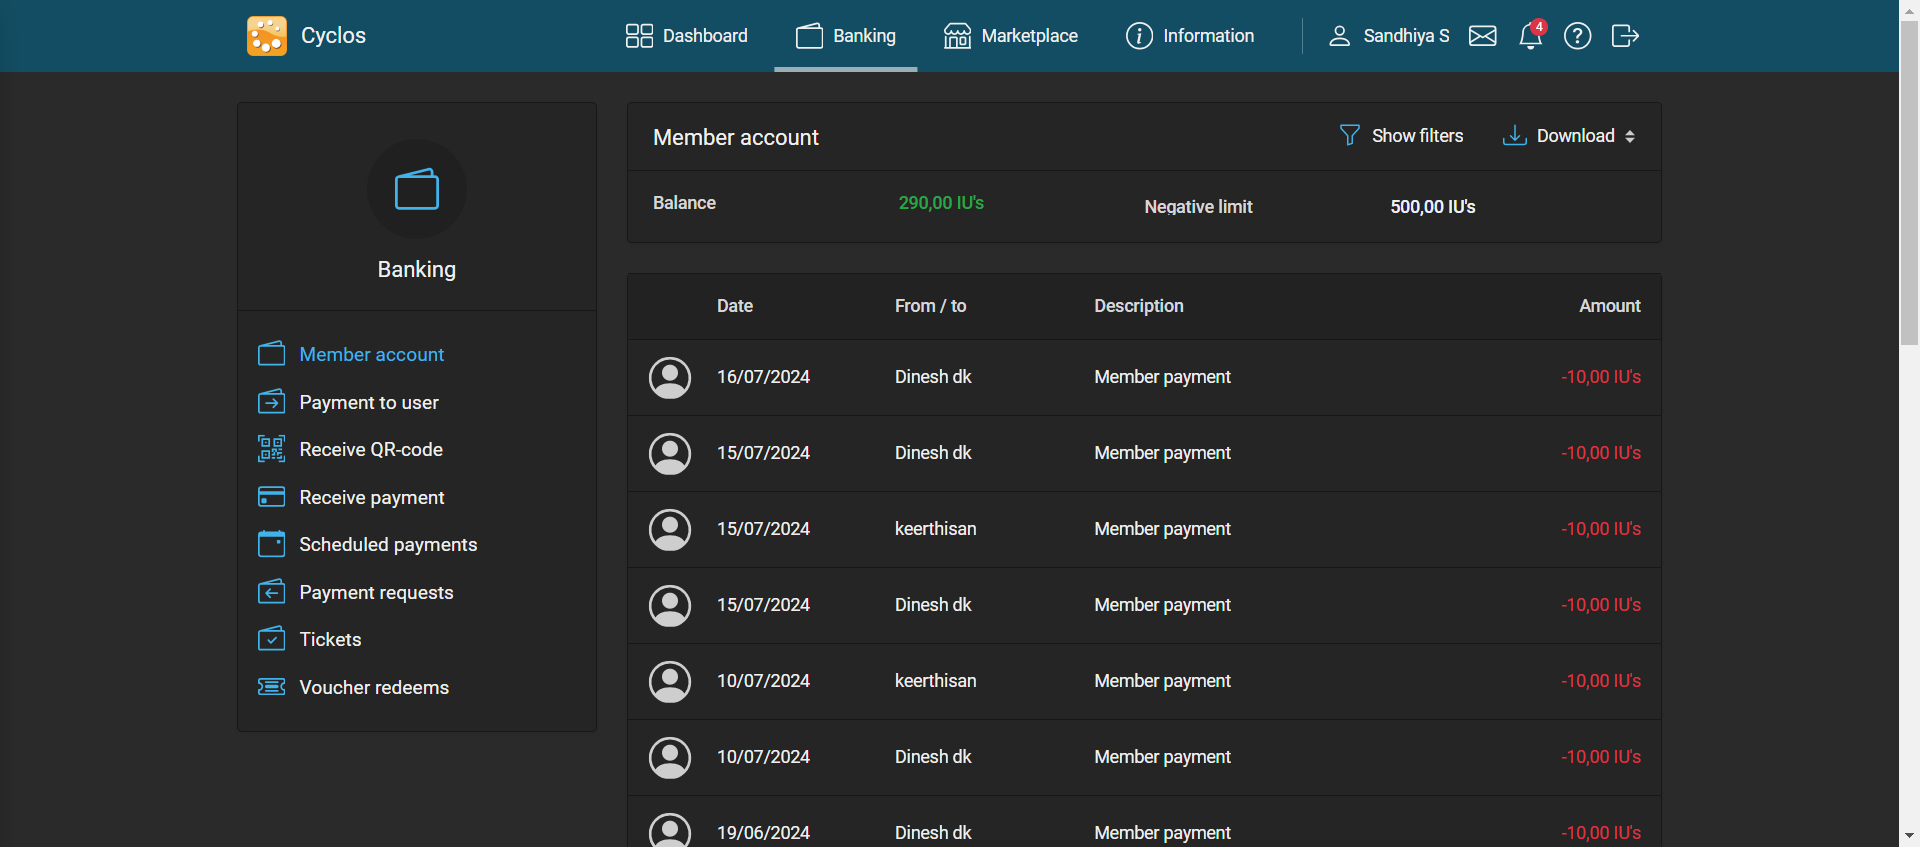 Cyclos
Dashboard
Banking
Marketplace
Information
Sandhiya S
4
Banking
Member account
Payment to user
Receive QR-code
Receive payment
Scheduled payments
Payment requests
Tickets
Voucher redeems
Member account
Show filters
Download
Balance 290,00 IU's Negative limit 500,00 IU's
Date From / to Description Amount
16/07/2024 Dinesh dk Member payment -10,00 IU's
15/07/2024 Dinesh dk Member payment -10,00 IU's
15/07/2024 keerthisan Member payment -10,00 IU's
15/07/2024 Dinesh dk Member payment -10,00 IU's
10/07/2024 keerthisan Member payment -10,00 IU's
10/07/2024 Dinesh dk Member payment -10,00 IU's
19/06/2024 Dinesh dk Member payment -10,00 IU's